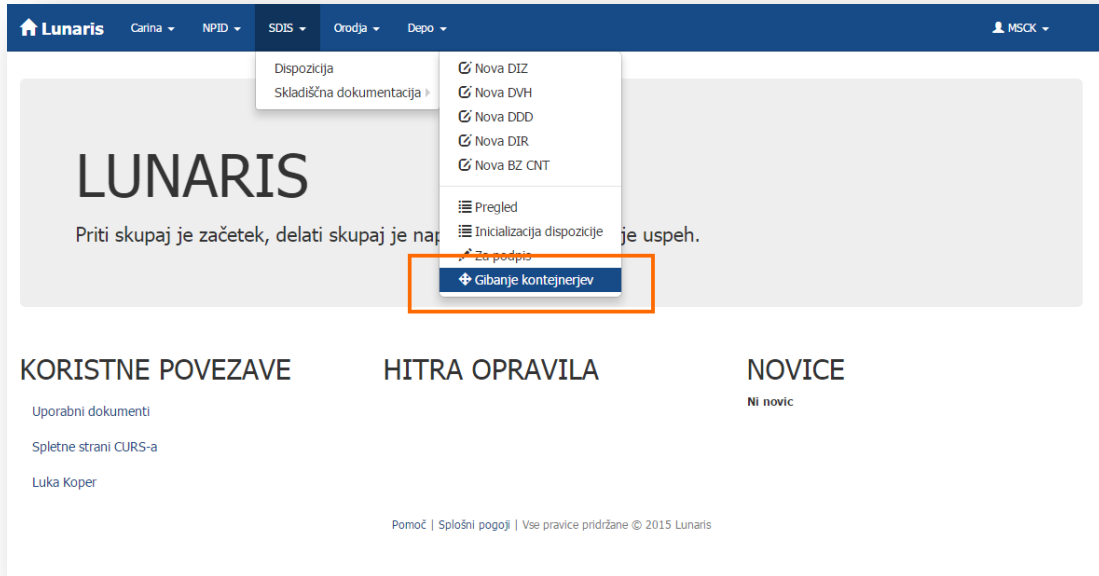 Lunaris Carina NPID SDIS Orodja Depo MSCK
Dispozicija
Skladiščna dokumentacija
Nova DIZ
Nova DVH
Nova DDD
Nova DIR
Nova BZ CNT
Pregled
Inicializacija dispozicije
Za podpis
Gibanje kontejnerjev
LUNARIS
Priti skupaj je začetek, delati skupaj je nap je uspeh.
KORISTNE POVEZAVE
Uporabni dokumenti
Spletne strani CURS-a
Luka Koper
HITRA OPRAVILA
NOVICE
Ni novic
Pomoč | Splošni pogoji | Vse pravice pridržane © 2015 Lunaris